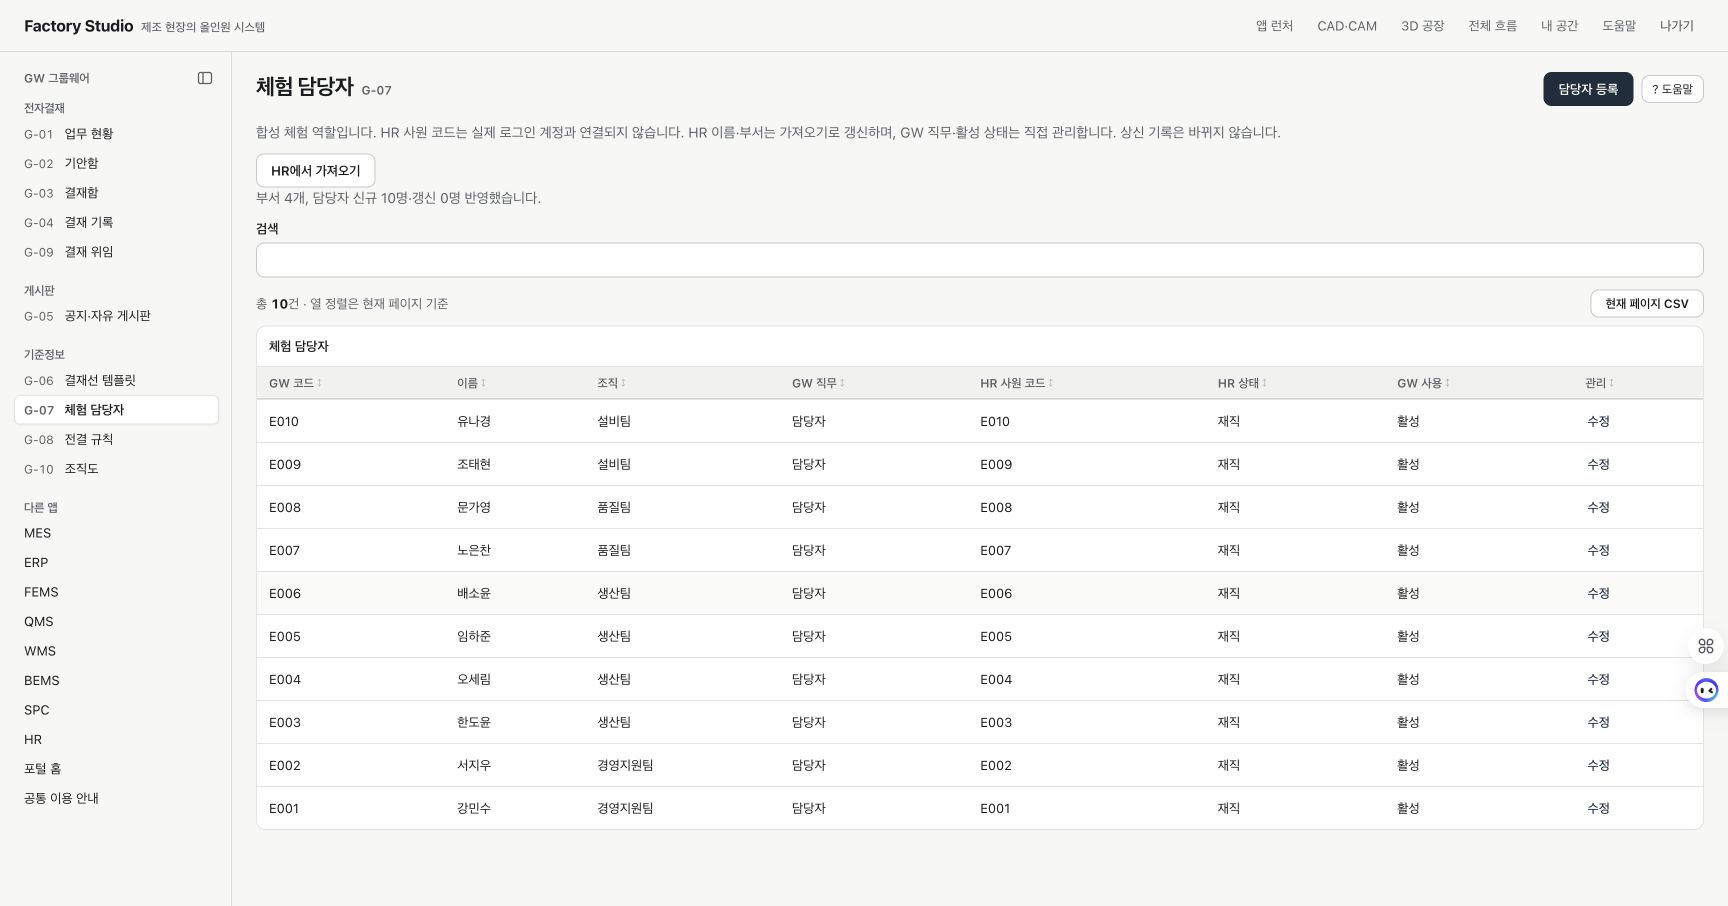 Factory Studio 제조 현장의 올인원 시스템
앱 런처 CAD·CAM 3D 공장 전체 흐름 내 공간 도움말 나가기
GW 그룹웨어
전자결재
G-01 업무 현황
G-02 기안함
G-03 결재함
G-04 결재 기록
G-09 결재 위임
게시판
G-05 공지·자유 게시판
기준정보
G-06 결재선 템플릿
G-07 체험 담당자
G-08 전결 규칙
G-10 조직도
다른 앱
MES
ERP
FEMS
QMS
WMS
BEMS
SPC
HR
포털 홈
공통 이용 안내
체험 담당자 G-07
담당자 등록 ? 도움말
합성 체험 역할입니다. HR 사원 코드는 실제 로그인 계정과 연결되지 않습니다. HR 이름·부서는 가져오기로 갱신하며, GW 직무·활성 상태는 직접 관리합니다. 상신 기록은 바뀌지 않습니다.
HR에서 가져오기
부서 4개, 담당자 신규 10명·갱신 0명 반영했습니다.
검색
총 10건 · 열 정렬은 현재 페이지 기준
현재 페이지 CSV
체험 담당자
GW 코드↕ 이름↕ 조직↕ GW 직무↕ HR 사원 코드↕ HR 상태↕ GW 사용↕ 관리↕
E010 유나경 설비팀 담당자 E010 재직 활성 수정
E009 조태현 설비팀 담당자 E009 재직 활성 수정
E008 문가영 품질팀 담당자 E008 재직 활성 수정
E007 노은찬 품질팀 담당자 E007 재직 활성 수정
E006 배소윤 생산팀 담당자 E006 재직 활성 수정
E005 임하준 생산팀 담당자 E005 재직 활성 수정
E004 오세림 생산팀 담당자 E004 재직 활성 수정
E003 한도윤 생산팀 담당자 E003 재직 활성 수정
E002 서지우 경영지원팀 담당자 E002 재직 활성 수정
E001 강민수 경영지원팀 담당자 E001 재직 활성 수정